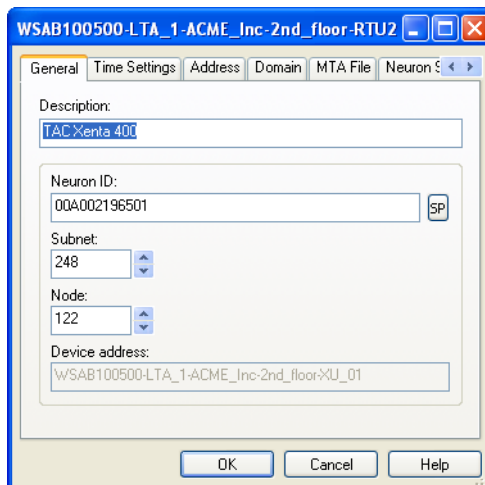 WSAB100500-LTA_1-ACME_Inc-2nd_floor-RTU2
General Time Settings Address Domain MTA File Neuron
Description:
TAC Xenta 400
Neuron ID:
00A002196501
SP
Subnet:
248
Node:
122
Device address:
WSAB100500-LTA_1-ACME_Inc-2nd_floor-XU_01
OK Cancel Help